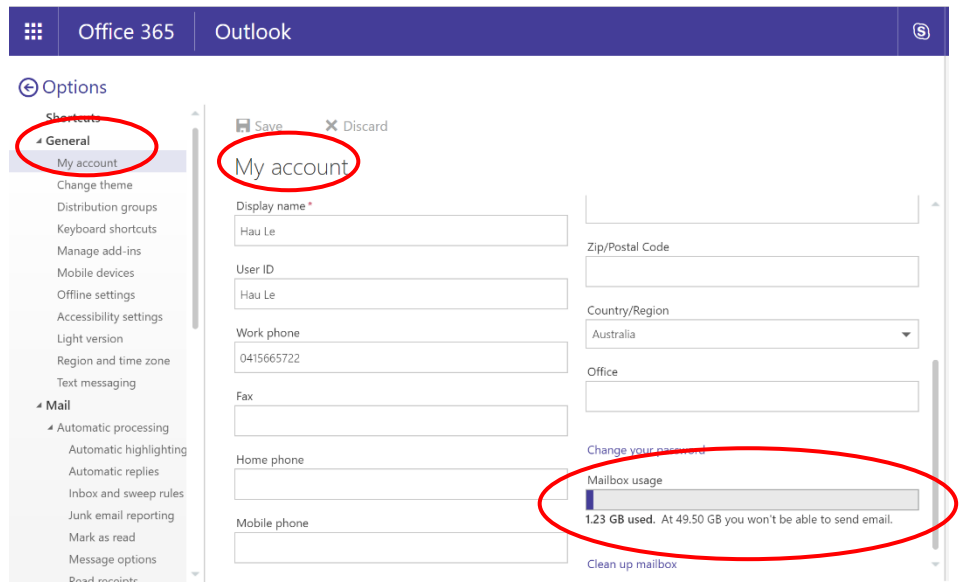 Office 365 Outlook
Options
Shortcuts
General
My account
Change theme
Distribution groups
Keyboard shortcuts
Manage add-ins
Mobile devices
Offline settings
Accessibility settings
Light version
Region and time zone
Text messaging
Mail
Automatic processing
Automatic highlighting
Automatic replies
Inbox and sweep rules
Junk email reporting
Mark as read
Message options
Read receipts
Save Discard
My account
Display name *
Hau Le
User ID
Hau Le
Work phone
0415665722
Fax
Home phone
Mobile phone
Zip/Postal Code
Country/Region
Australia
Office
Change your password
Mailbox usage
1.23 GB used. At 49.50 GB you won't be able to send email.
Clean up mailbox